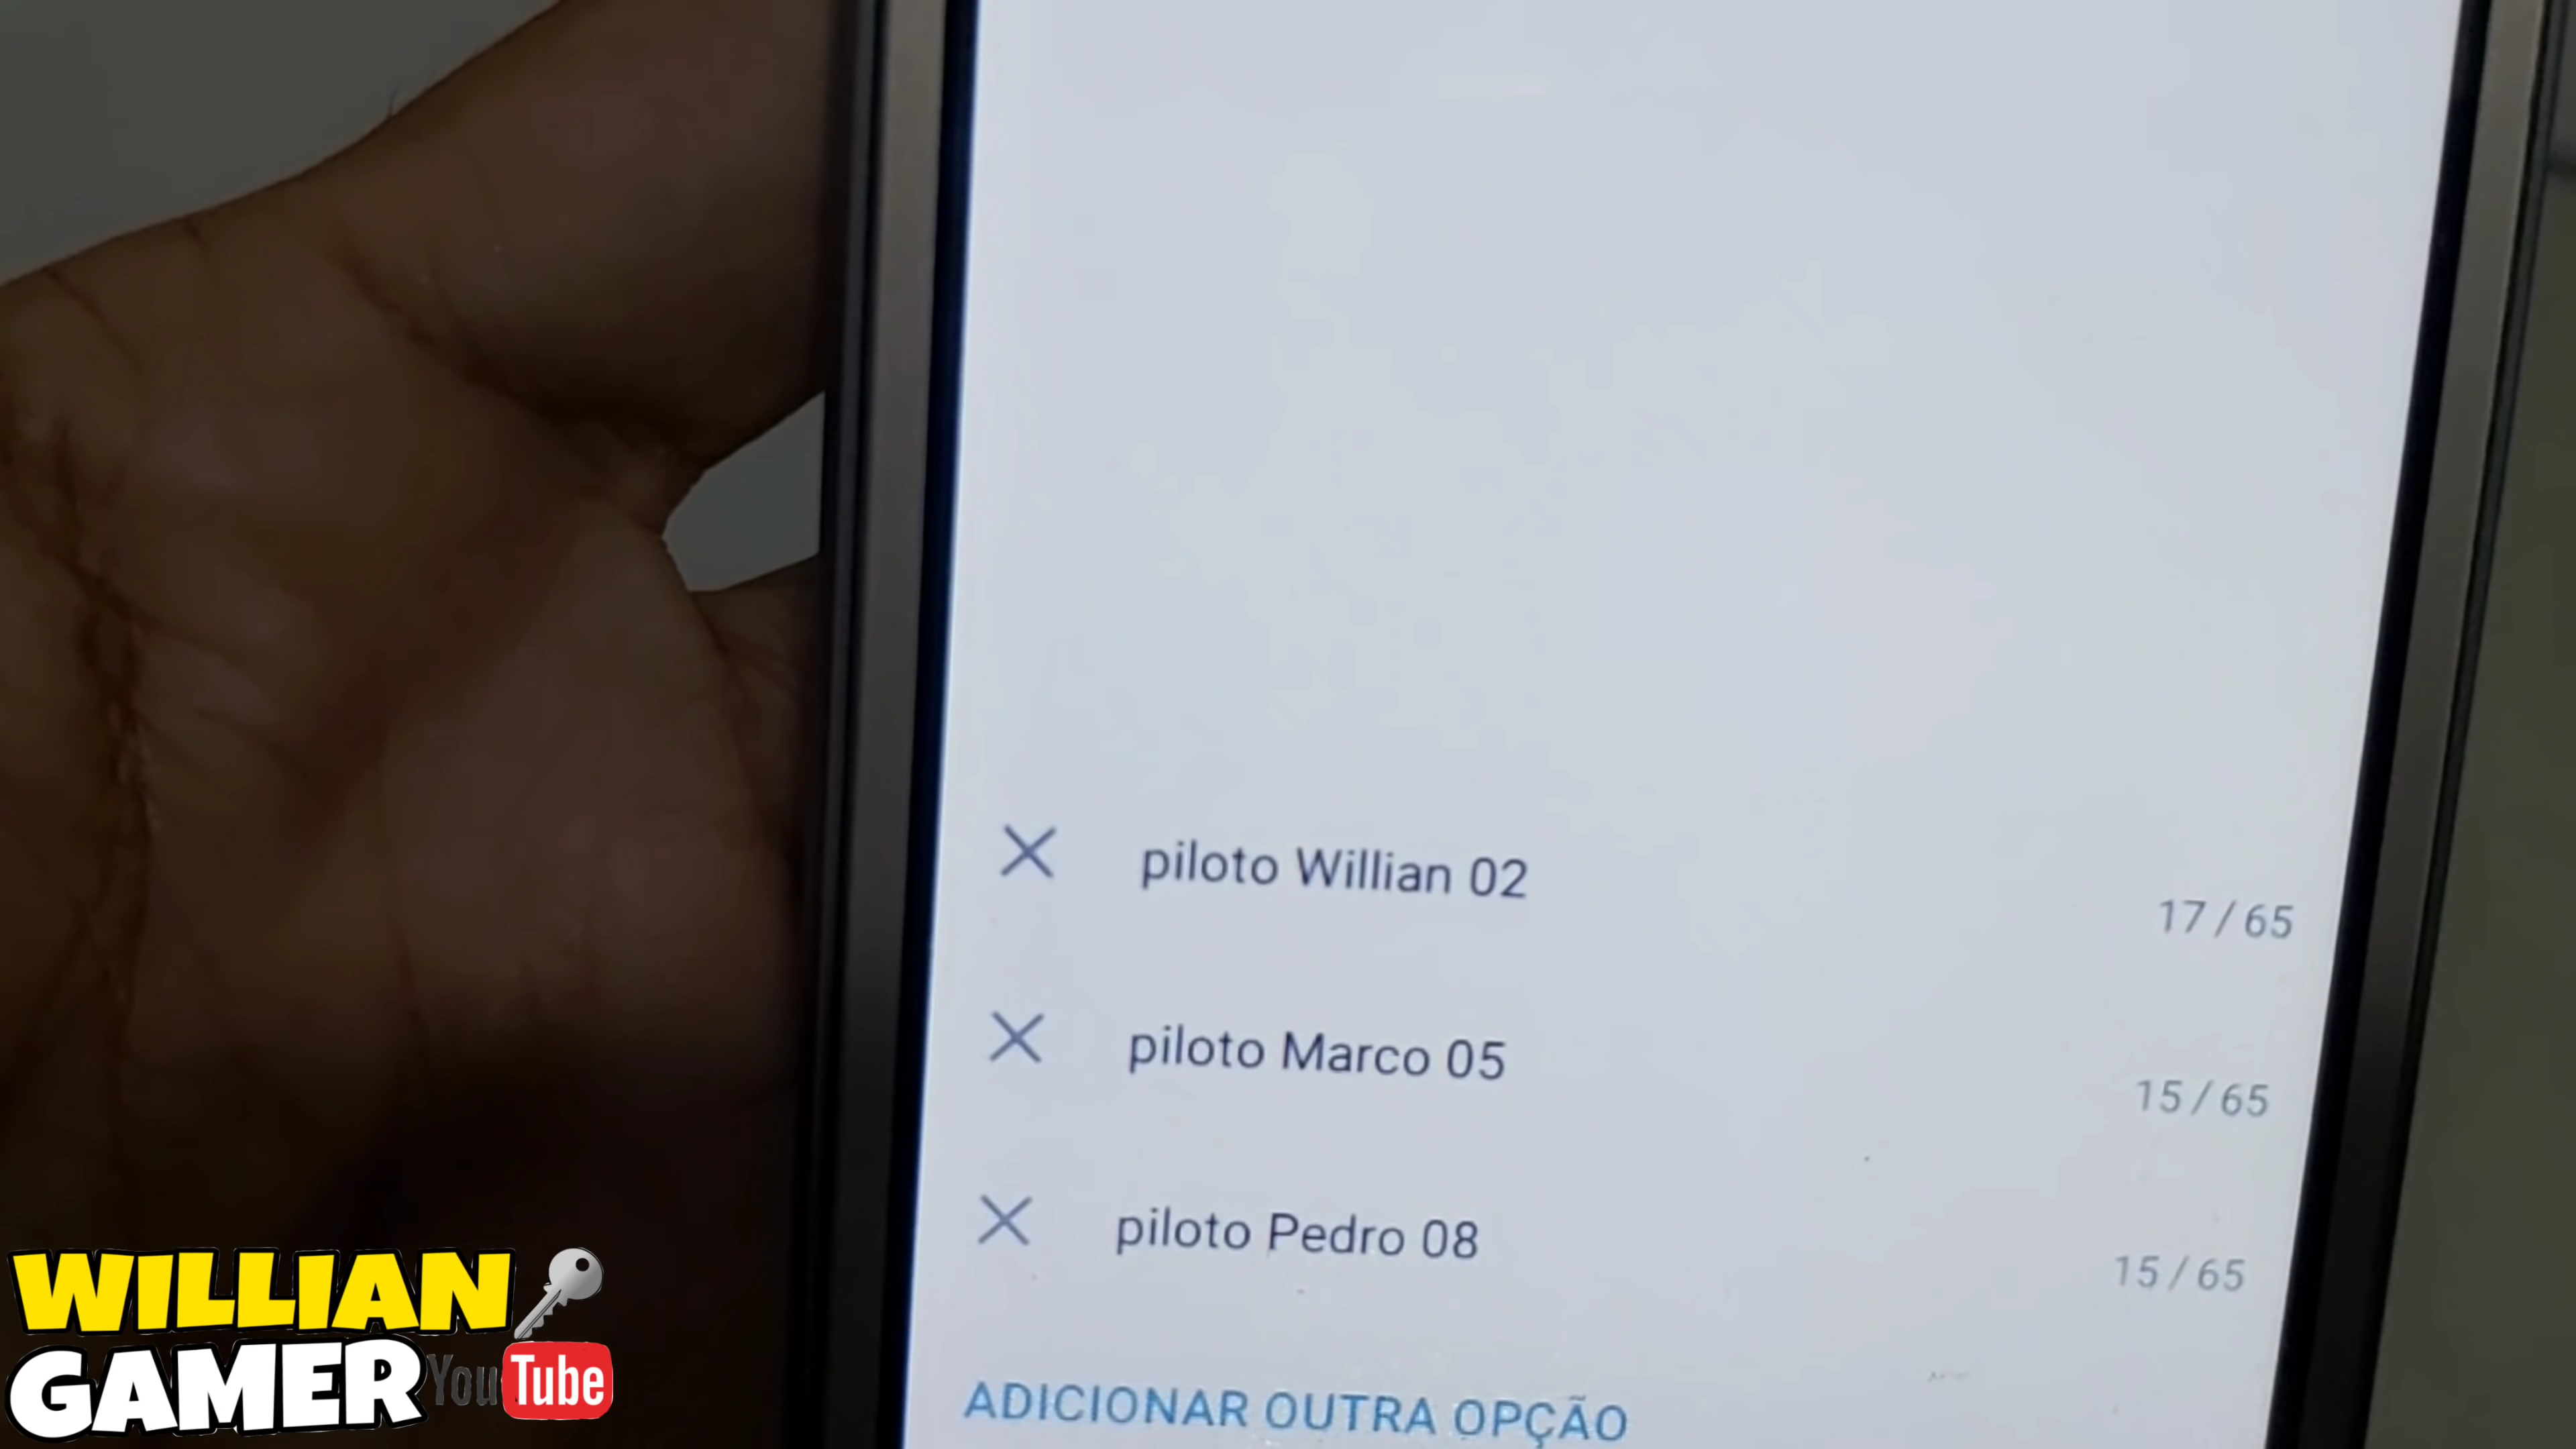 piloto Willian 02
17 / 65
piloto Marco 05
15 / 65
piloto Pedro 08
15 / 65
ADICIONAR OUTRA OPÇÃO
WILLIAN
GAMER YouTube